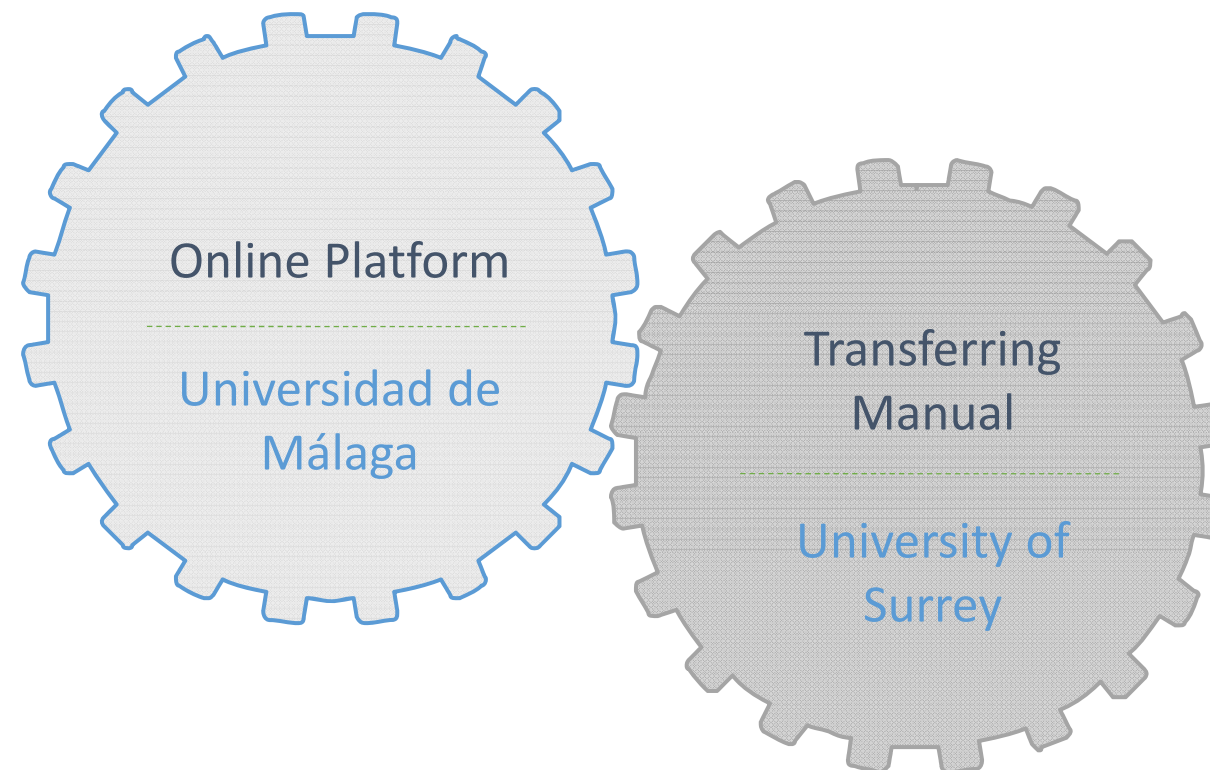 Online Platform
Universidad de
Málaga
Transferring
Manual
University of
Surrey